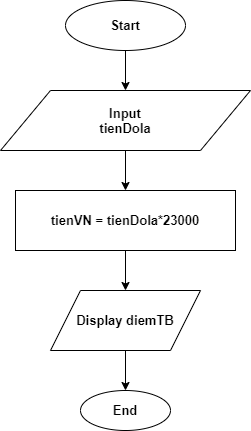 Start
Input
tienDola
tienVN = tienDola*23000
Display diemTB
End